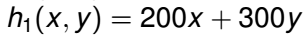 h₁(x, y) = 200x + 300y